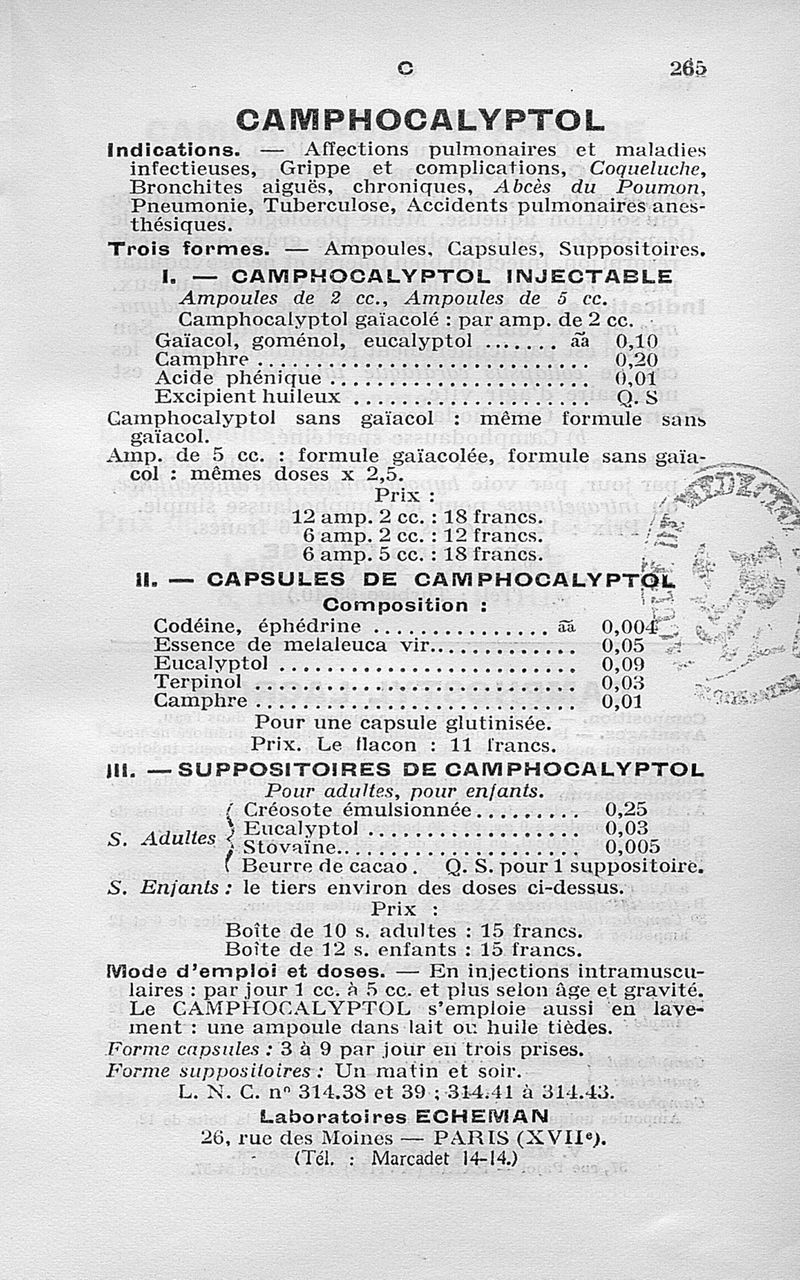 C
265
CAMPHOCALYPTOL
Indications. — Affections pulmonaires et maladies
infectieuses, Grippe et complications, Coqueluche,
Bronchites aiguës, chroniques, Abcès du Poumon,
Pneumonie, Tuberculose, Accidents pulmonaires anes-
thésiques.
Trois formes. — Ampoules, Capsules, Suppositoires.
I. — CAMPHOCALYPTOL INJECTABLE
Ampoules de 2 cc., Ampoules de 5 cc.
Camphocalyptol gaïacolé : par amp. de 2 cc.
Gaïacol, goménol, eucalyptol ....... ãa 0,10
Camphre ............................ 0,20
Acide phénique ..................... 0,01
Excipient huileux .................. Q. S
Camphocalyptol sans gaïacol : même formule sans
gaïacol.
Amp. de 5 cc. : formule gaïacolée, formule sans gaïa-
col : mêmes doses x 2,5.
Prix :
12 amp. 2 cc. : 18 francs.
6 amp. 2 cc. : 12 francs.
6 amp. 5 cc. : 18 francs.
II. — CAPSULES DE CAMPHOCALYPTOL
Composition :
Codéine, éphédrine ............... ãa 0,004
Essence de melaleuca vir.............. 0,05
Eucalyptol ........................... 0,09
Terpinol ............................. 0,03
Camphre ............................. 0,01
Pour une capsule glutinisée.
Prix. Le flacon : 11 francs.
III. — SUPPOSITOIRES DE CAMPHOCALYPTOL
Pour adultes, pour enfants.
S. Adultes { Créosote émulsionnée ......... 0,25
Eucalyptol .................... 0,03
Stovaïne....................... 0,005
Beurre de cacao . Q. S. pour 1 suppositoire.
S. Enfants : le tiers environ des doses ci-dessus.
Prix :
Boîte de 10 s. adultes : 15 francs.
Boîte de 12 s. enfants : 15 francs.
Mode d'emploi et doses. — En injections intramuscu-
laires : par jour 1 cc. à 5 cc. et plus selon âge et gravité.
Le CAMPHOCALYPTOL s'emploie aussi en lave-
ment : une ampoule dans lait ou huile tièdes.
Forme capsules : 3 à 9 par jour en trois prises.
Forme suppositoires : Un matin et soir.
L. N. C. nº 314.38 et 39 ; 314.41 à 314.43.
Laboratoires ECHEMAN
26, rue des Moines — PARIS (XVIIe).
(Tél. : Marcadet 14-14.)